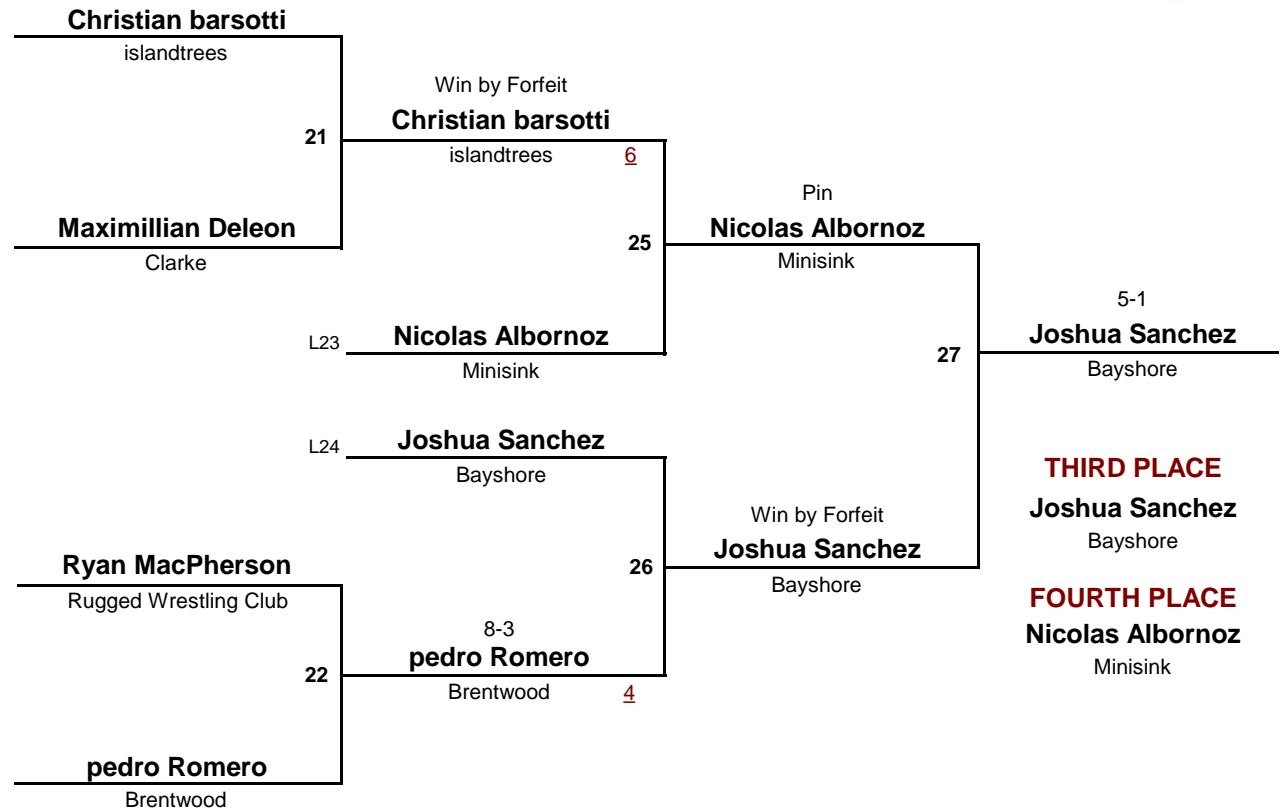 Christian barsotti
islandtrees
Win by Forfeit
21
Christian barsotti
islandtrees 6
Pin
Maximillian Deleon
Clarke
25
Nicolas Albornoz
Minisink
5-1
L23
Nicolas Albornoz
Minisink
27
Joshua Sanchez
Bayshore
L24
Joshua Sanchez
Bayshore
THIRD PLACE
Joshua Sanchez
Bayshore
Win by Forfeit
Joshua Sanchez
Bayshore
Ryan MacPherson
Rugged Wrestling Club
26
FOURTH PLACE
Nicolas Albornoz
Minisink
8-3
22
pedro Romero
Brentwood 4
pedro Romero
Brentwood